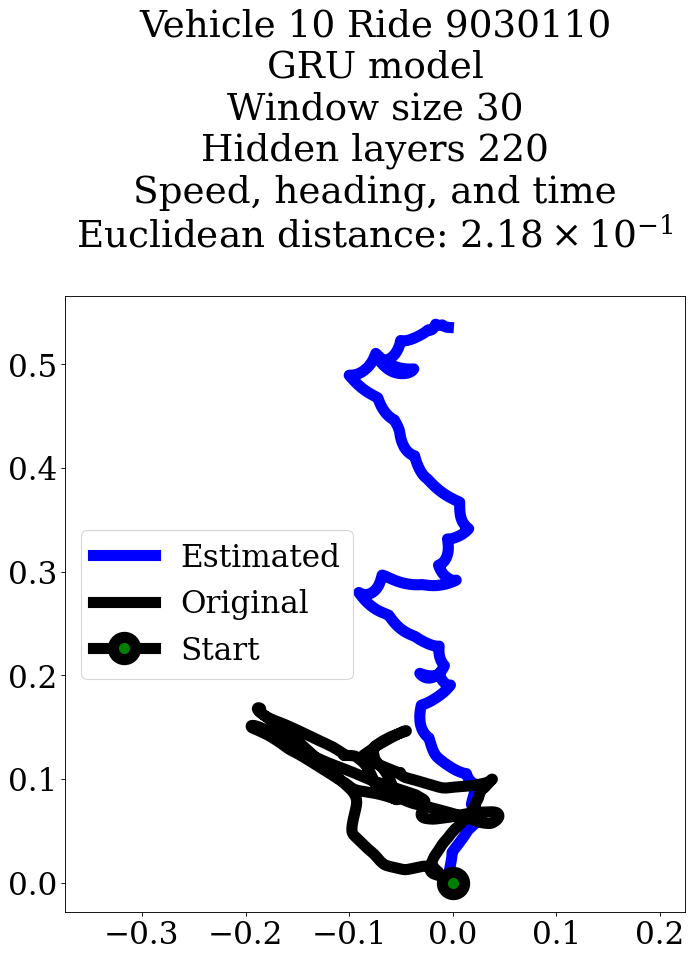 Vehicle 10 Ride 9030110
GRU model
Window size 30
Hidden layers 220
Speed, heading, and time
Euclidean distance: 2.18 × 10⁻¹
0.5
0.4
0.3
0.2
0.1
0.0
Estimated
Original
Start
−0.3 −0.2 −0.1 0.0 0.1 0.2